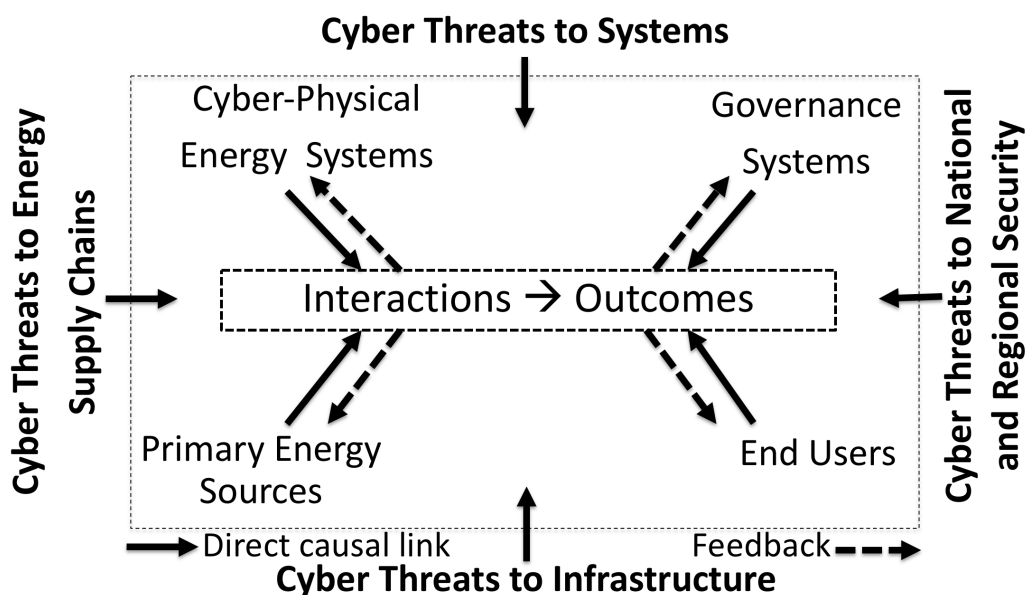 Cyber Threats to Systems
Cyber-Physical
Energy Systems
Governance
Systems
Cyber Threats to Energy
Supply Chains
Interactions → Outcomes
Cyber Threats to National
and Regional Security
Primary Energy
Sources
End Users
Direct causal link
Feedback
Cyber Threats to Infrastructure